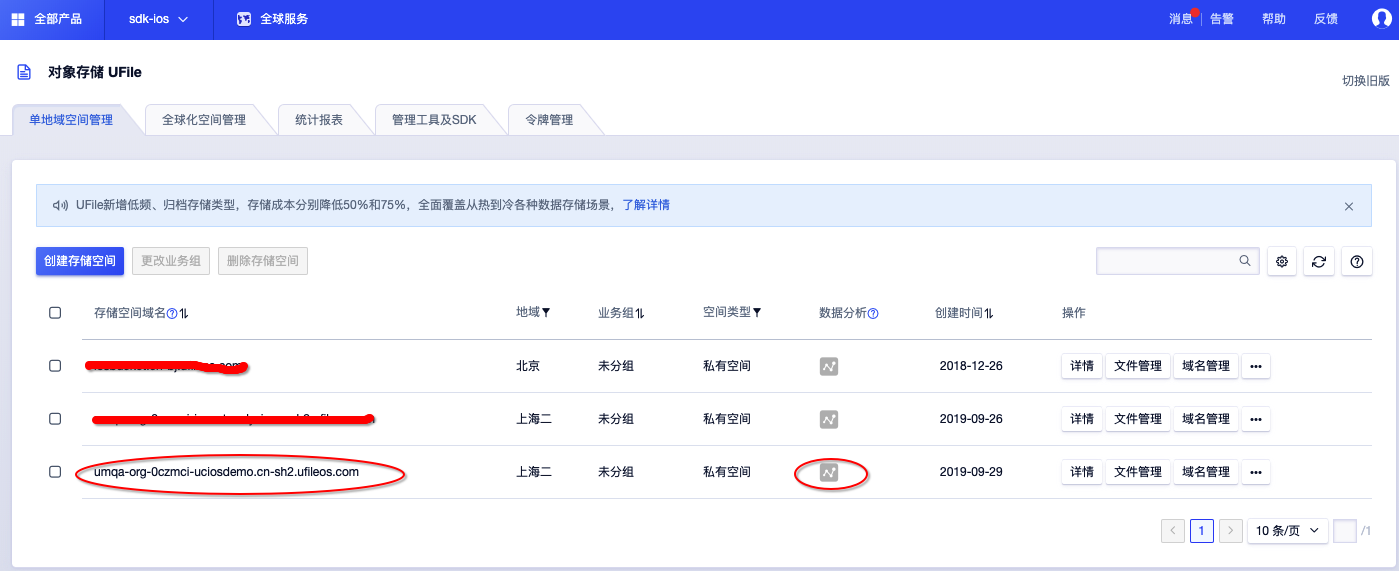 全部产品 sdk-ios 全球服务 消息 告警 帮助 反馈
对象存储 UFile
切换旧版
单地域空间管理 全球化空间管理 统计报表 管理工具及SDK 令牌管理
UFile新增低频、归档存储类型，存储成本分别降低50%和75%，全面覆盖从热到冷各种数据存储场景，了解详情
创建存储空间 更改业务组 删除存储空间
存储空间域名 地域 业务组 空间类型 数据分析 创建时间 操作
北京 未分组 私有空间 2018-12-26 详情 文件管理 域名管理 •••
上海二 未分组 私有空间 2019-09-26 详情 文件管理 域名管理 •••
umqa-org-0czmci-uciosdemo.cn-sh2.ufileos.com 上海二 未分组 私有空间 2019-09-29 详情 文件管理 域名管理 •••
1 10 条/页 /1